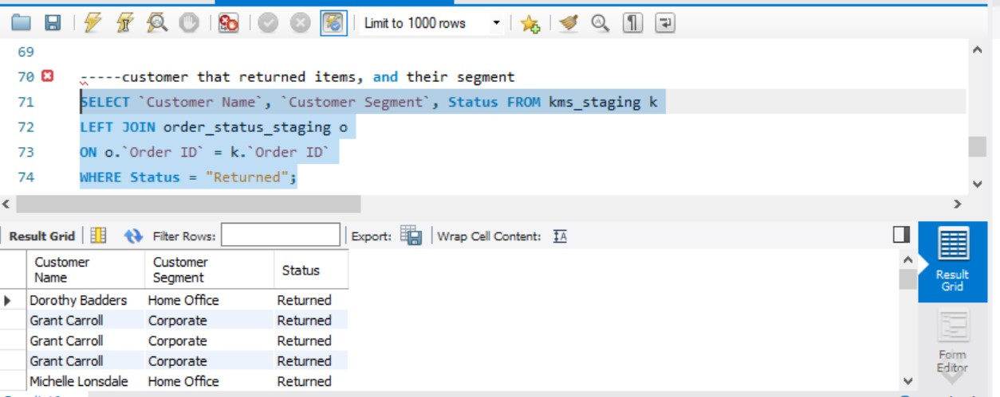 Limit to 1000 rows
69
70 -----customer that returned items, and their segment
71 SELECT `Customer Name`, `Customer Segment`, Status FROM kms_staging k
72 LEFT JOIN order_status_staging o
73 ON o.`Order ID` = k.`Order ID`
74 WHERE Status = "Returned";
Result Grid Filter Rows: Export: Wrap Cell Content: IA
Customer Name Customer Segment Status
Dorothy Badders Home Office Returned
Grant Carroll Corporate Returned
Grant Carroll Corporate Returned
Grant Carroll Corporate Returned
Michelle Lonsdale Home Office Returned
Result
Grid
Form
Editor